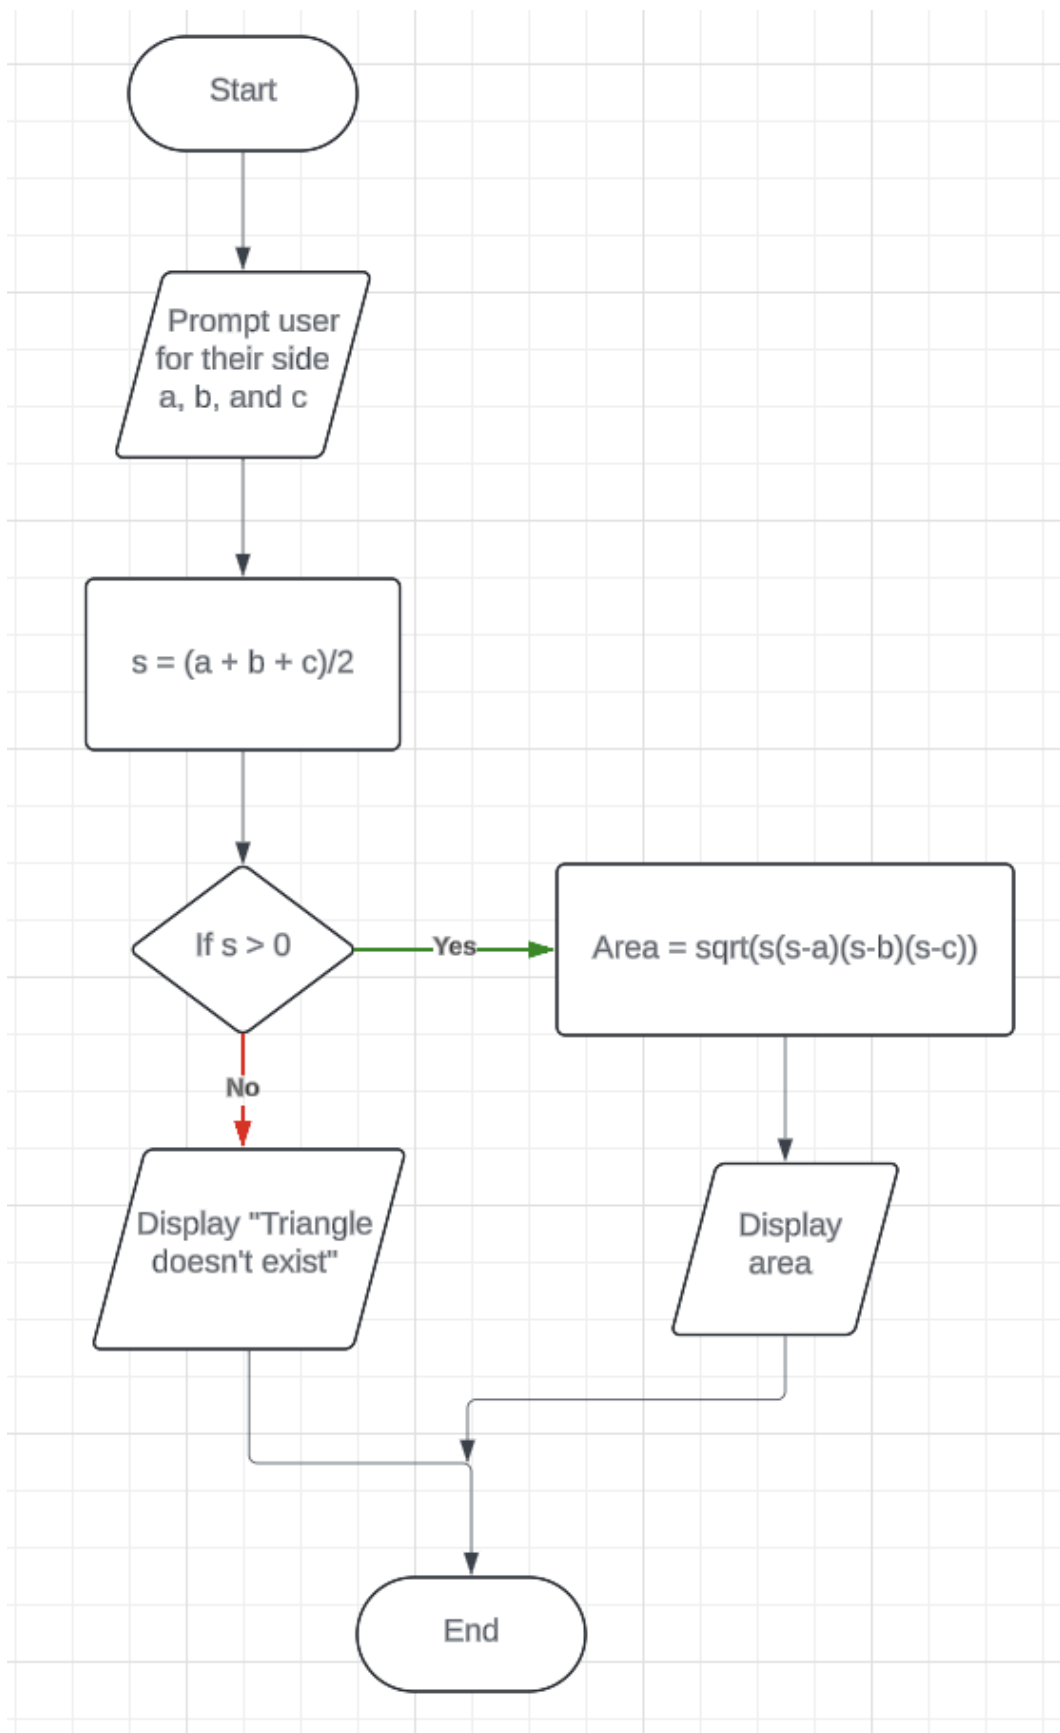 Start
Prompt user
for their side
a, b, and c
s = (a + b + c)/2
If s > 0
Yes
Area = sqrt(s(s-a)(s-b)(s-c))
No
Display "Triangle
doesn't exist"
Display
area
End